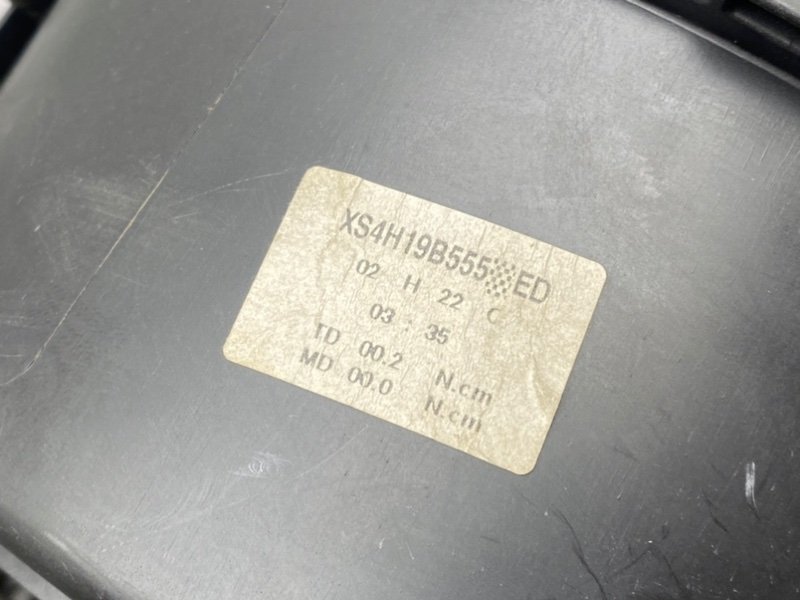 XS4H19B555▒ED
02 H 22 C
03 : 35
TD 00.2 N.cm
MD 00.0 N.cm